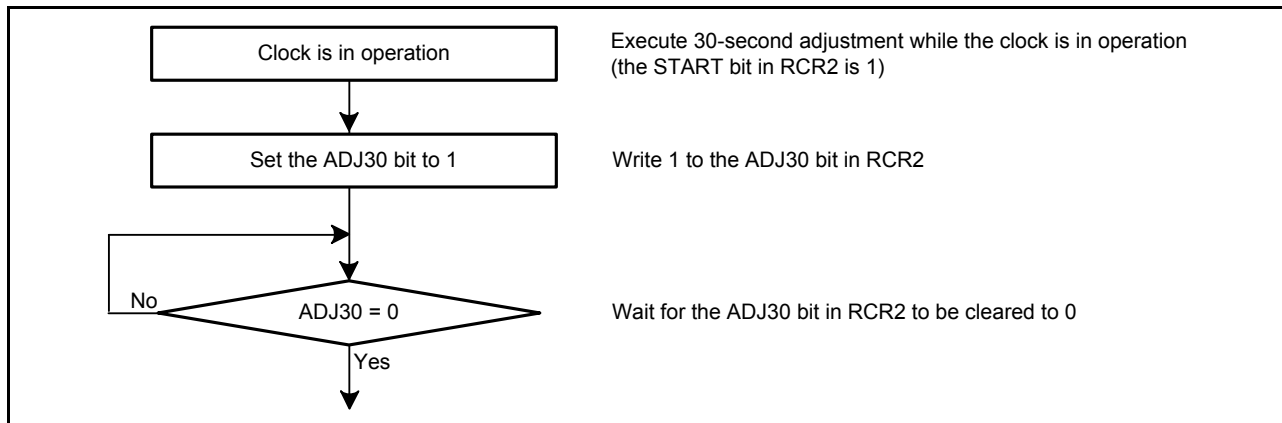 Clock is in operation
Execute 30-second adjustment while the clock is in operation
(the START bit in RCR2 is 1)
Set the ADJ30 bit to 1
Write 1 to the ADJ30 bit in RCR2
No
ADJ30 = 0
Wait for the ADJ30 bit in RCR2 to be cleared to 0
Yes